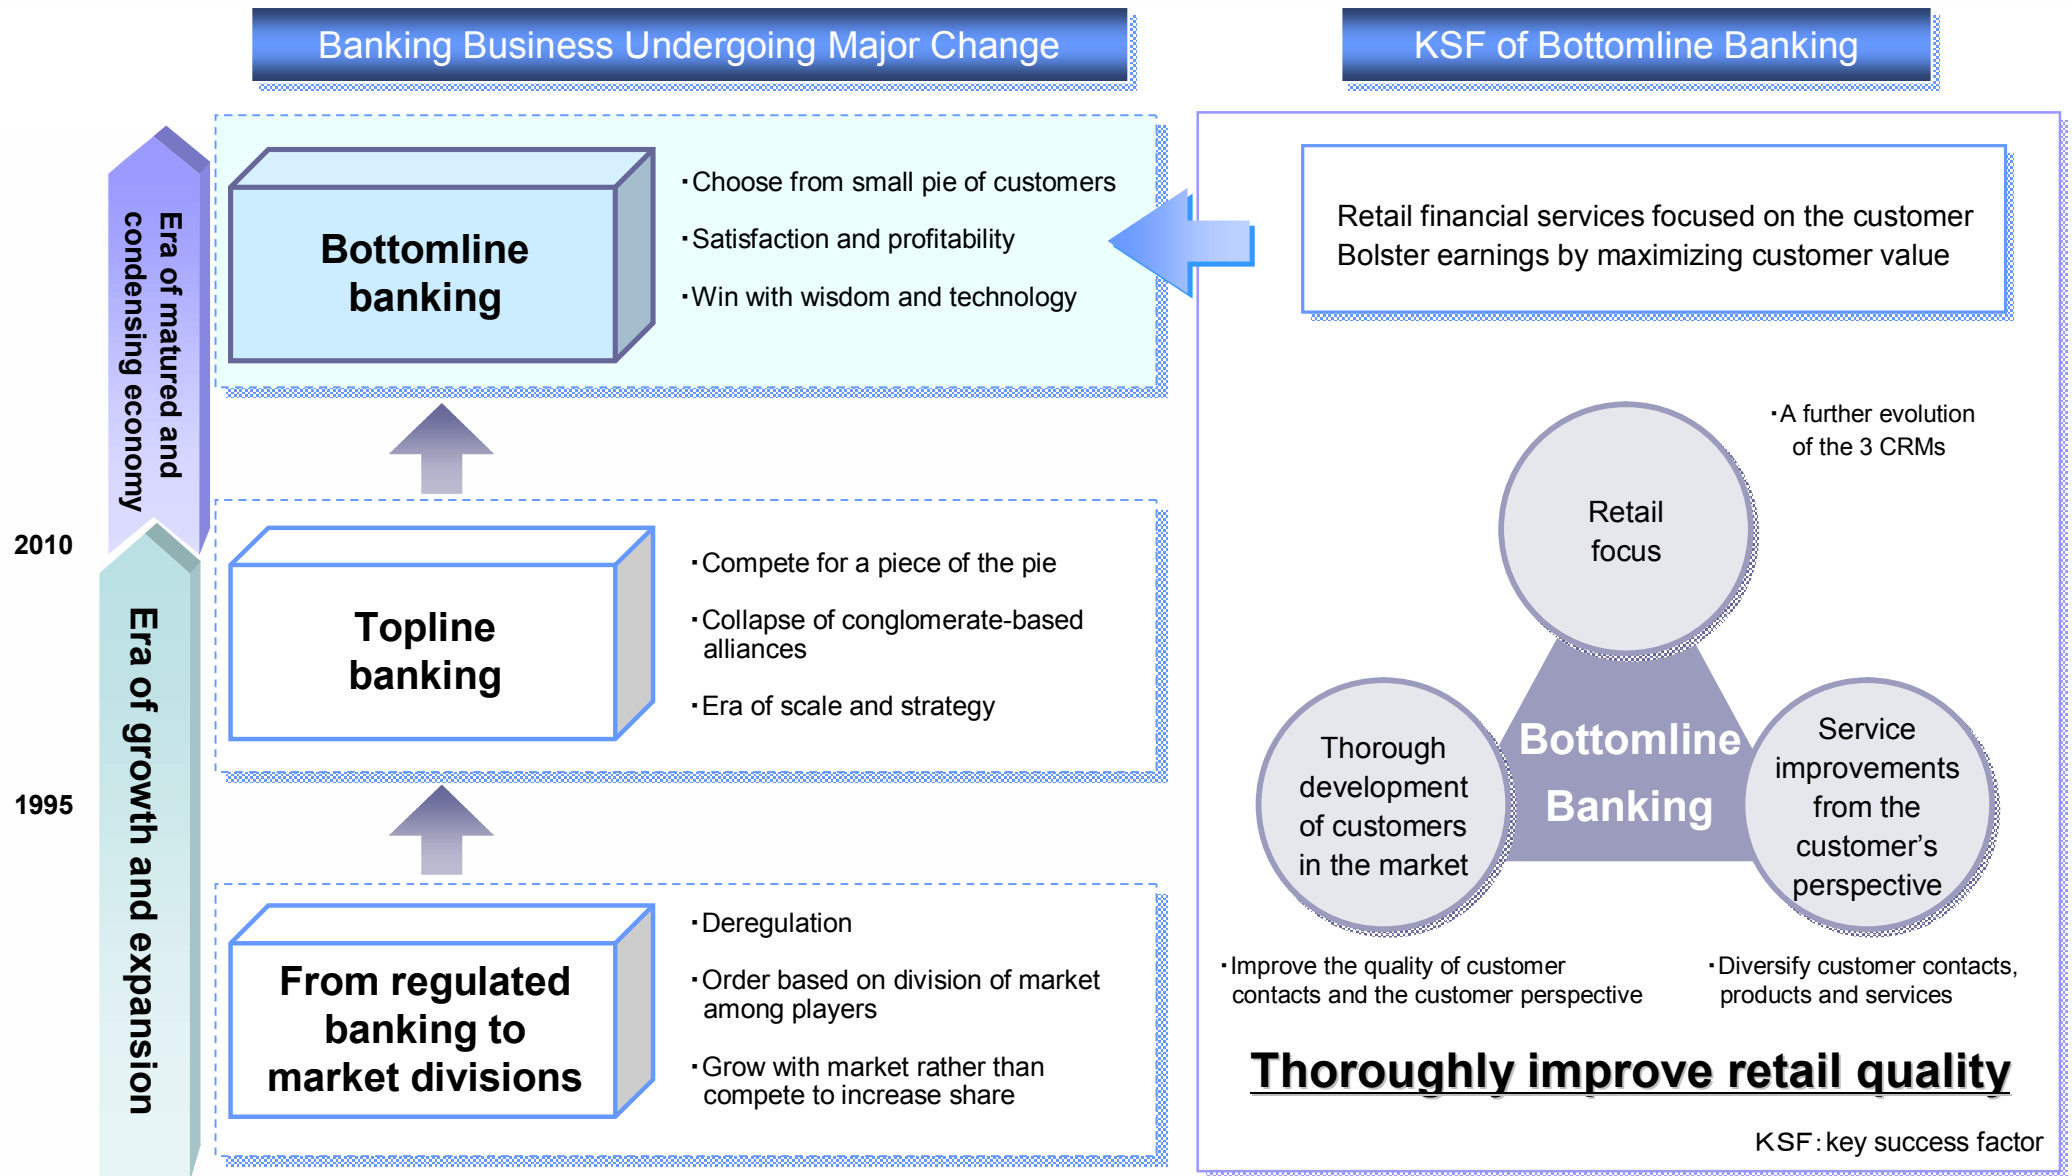 Banking Business Undergoing Major Change
KSF of Bottomline Banking
Era of matured and
condensing economy
Bottomline
banking
・Choose from small pie of customers
・Satisfaction and profitability
・Win with wisdom and technology
Retail financial services focused on the customer
Bolster earnings by maximizing customer value
2010
Topline
banking
・Compete for a piece of the pie
・Collapse of conglomerate-based
alliances
・Era of scale and strategy
1995
Era of growth and expansion
From regulated
banking to
market divisions
・Deregulation
・Order based on division of market
among players
・Grow with market rather than
compete to increase share
・A further evolution
of the 3 CRMs
Retail
focus
Thorough
development
of customers
in the market
Bottomline
Banking
Service
improvements
from the
customer’s
perspective
・Improve the quality of customer
contacts and the customer perspective
・Diversify customer contacts,
products and services
Thoroughly improve retail quality
KSF：key success factor